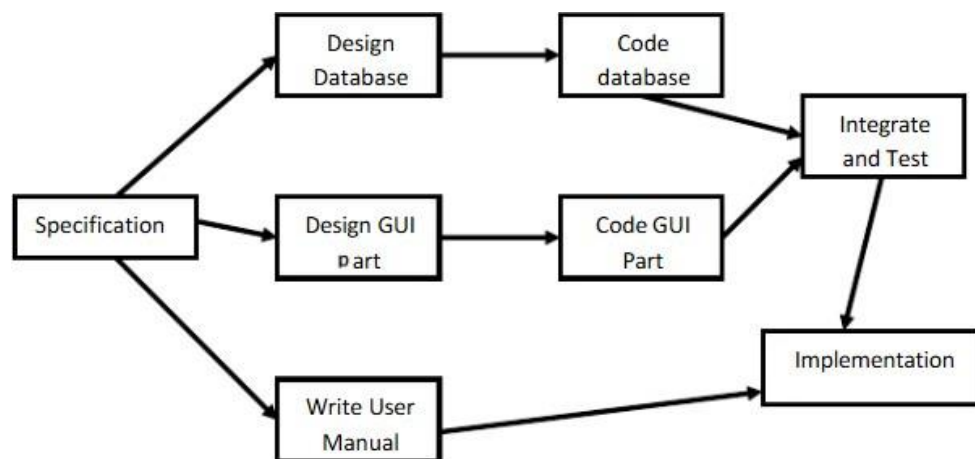 Design
Database
Code
database
Integrate
and Test
Specification
Design GUI
part
Code GUI
Part
Implementation
Write User
Manual